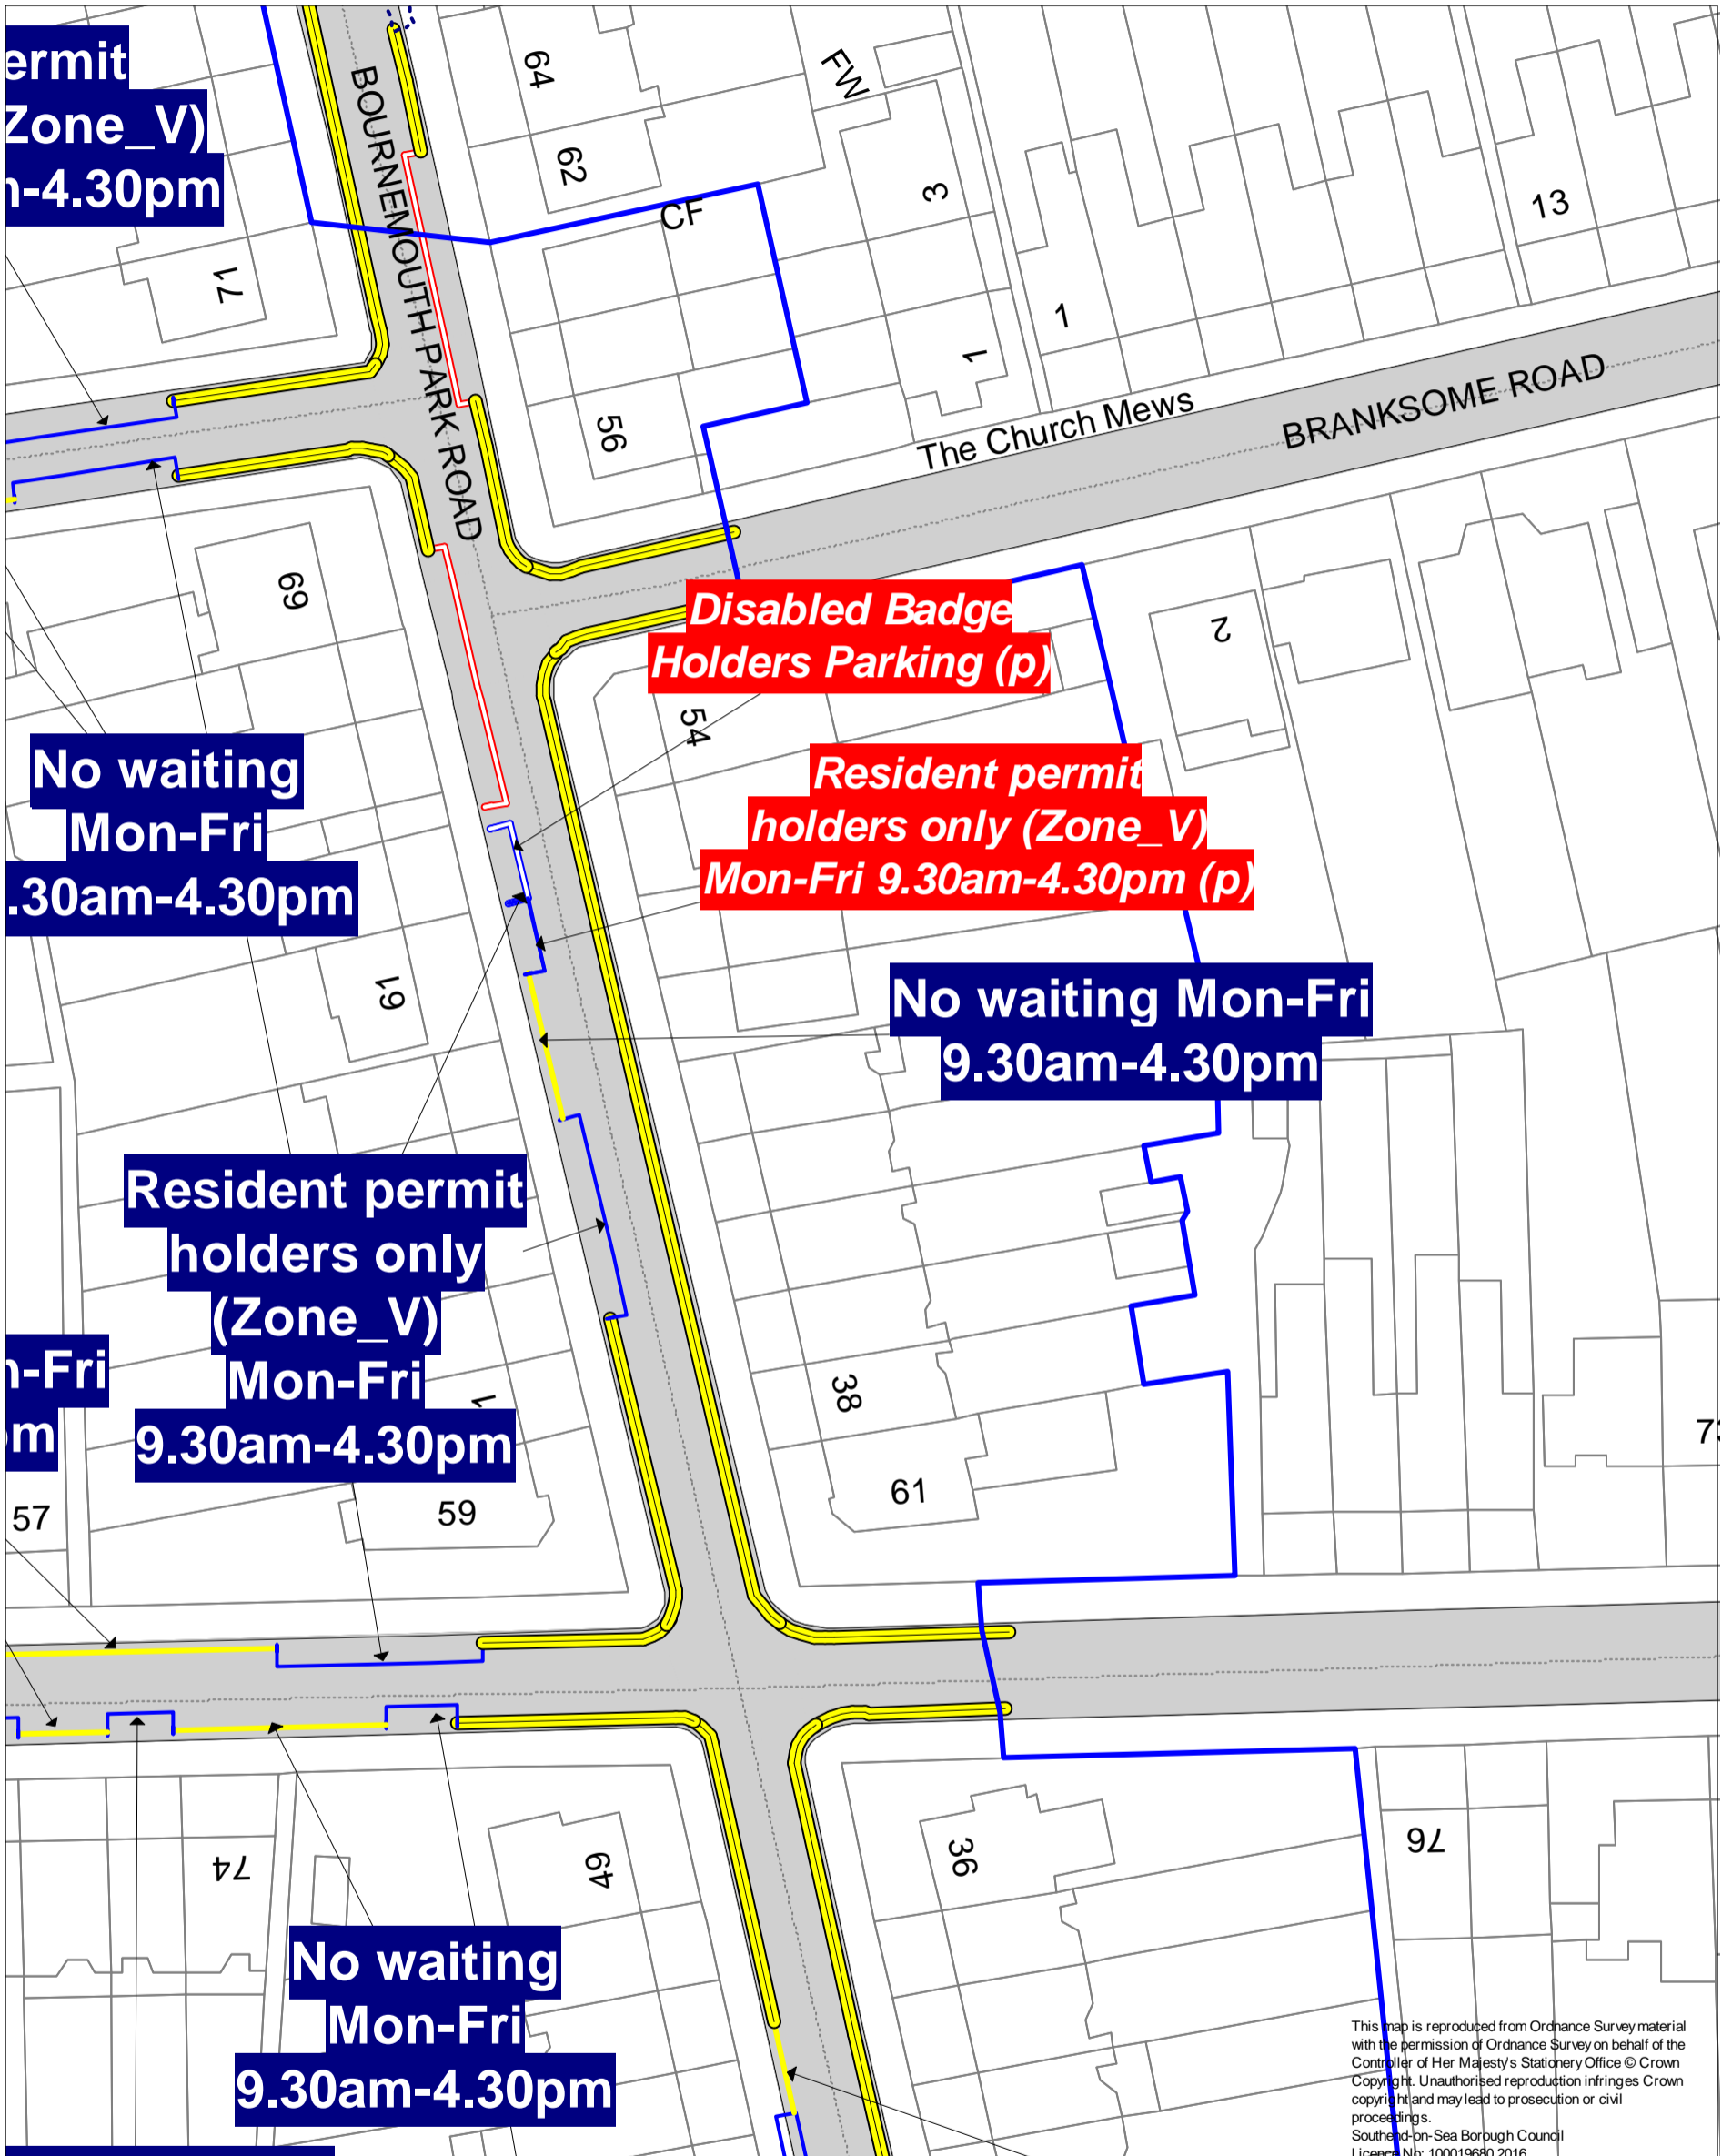 ermit
Zone_V)
-4.30pm
BOURNEMOUTH PARK ROAD
64
62
FW
3
CF
13
71
1
1
56
The Church Mews
BRANKSOME ROAD
69
Disabled Badge
Holders Parking (p)
2
54
No waiting
Mon-Fri
.30am-4.30pm
Resident permit
holders only (Zone_V)
Mon-Fri 9.30am-4.30pm (p)
61
No waiting Mon-Fri
9.30am-4.30pm
Resident permit
holders only
(Zone_V)
Mon-Fri
9.30am-4.30pm
-Fri
m
1
38
61
73
57
59
74
49
36
76
No waiting
Mon-Fri
9.30am-4.30pm
This map is reproduced from Ordnance Survey material
with the permission of Ordnance Survey on behalf of the
Controller of Her Majesty's Stationery Office © Crown
Copyright. Unauthorised reproduction infringes Crown
copyright and may lead to prosecution or civil
proceedings.
Southend-on-Sea Borough Council
Licence No: 100019680 2016